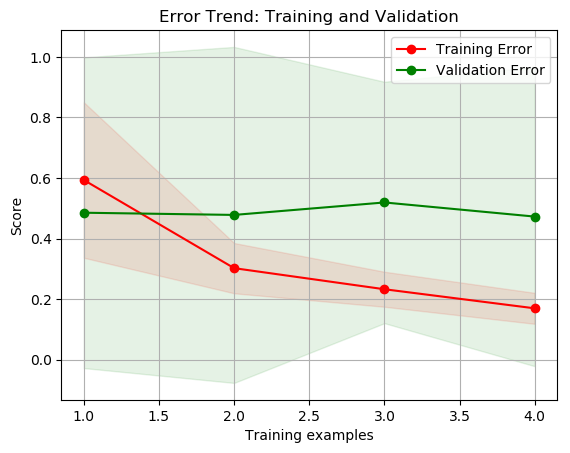 Error Trend: Training and Validation
Training Error
Validation Error
Score
1.0
0.8
0.6
0.4
0.2
0.0
1.0 1.5 2.0 2.5 3.0 3.5 4.0
Training examples